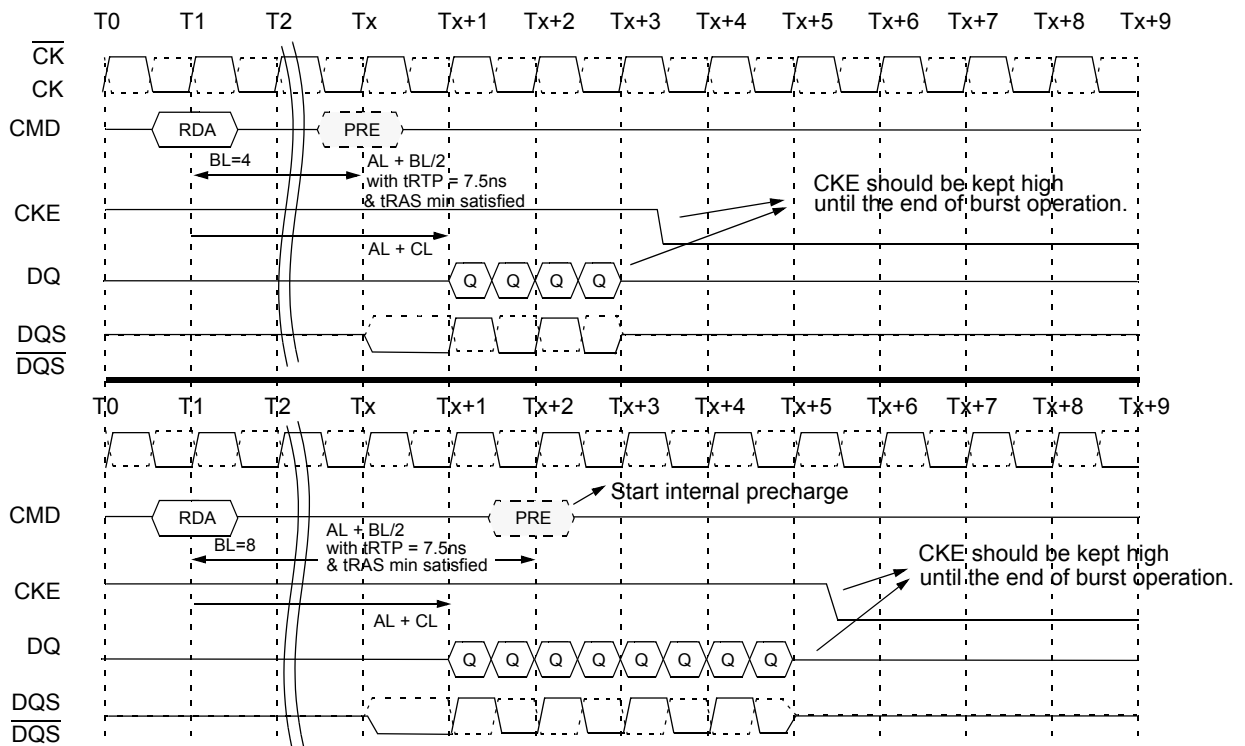 T0 T1 T2 Tx Tx+1 Tx+2 Tx+3 Tx+4 Tx+5 Tx+6 Tx+7 Tx+8 Tx+9
CK
CK
CMD RDA PRE
BL=4
AL + BL/2
with tRTP = 7.5ns
& tRAS min satisfied
CKE should be kept high
until the end of burst operation.
CKE
AL + CL
DQ Q Q Q Q
DQS
DQS
T0 T1 T2 Tx Tx+1 Tx+2 Tx+3 Tx+4 Tx+5 Tx+6 Tx+7 Tx+8 Tx+9
Start internal precharge
CMD RDA PRE
BL=8
AL + BL/2
with tRTP = 7.5ns
& tRAS min satisfied
CKE should be kept high
until the end of burst operation.
CKE
AL + CL
DQ Q Q Q Q Q Q Q Q
DQS
DQS